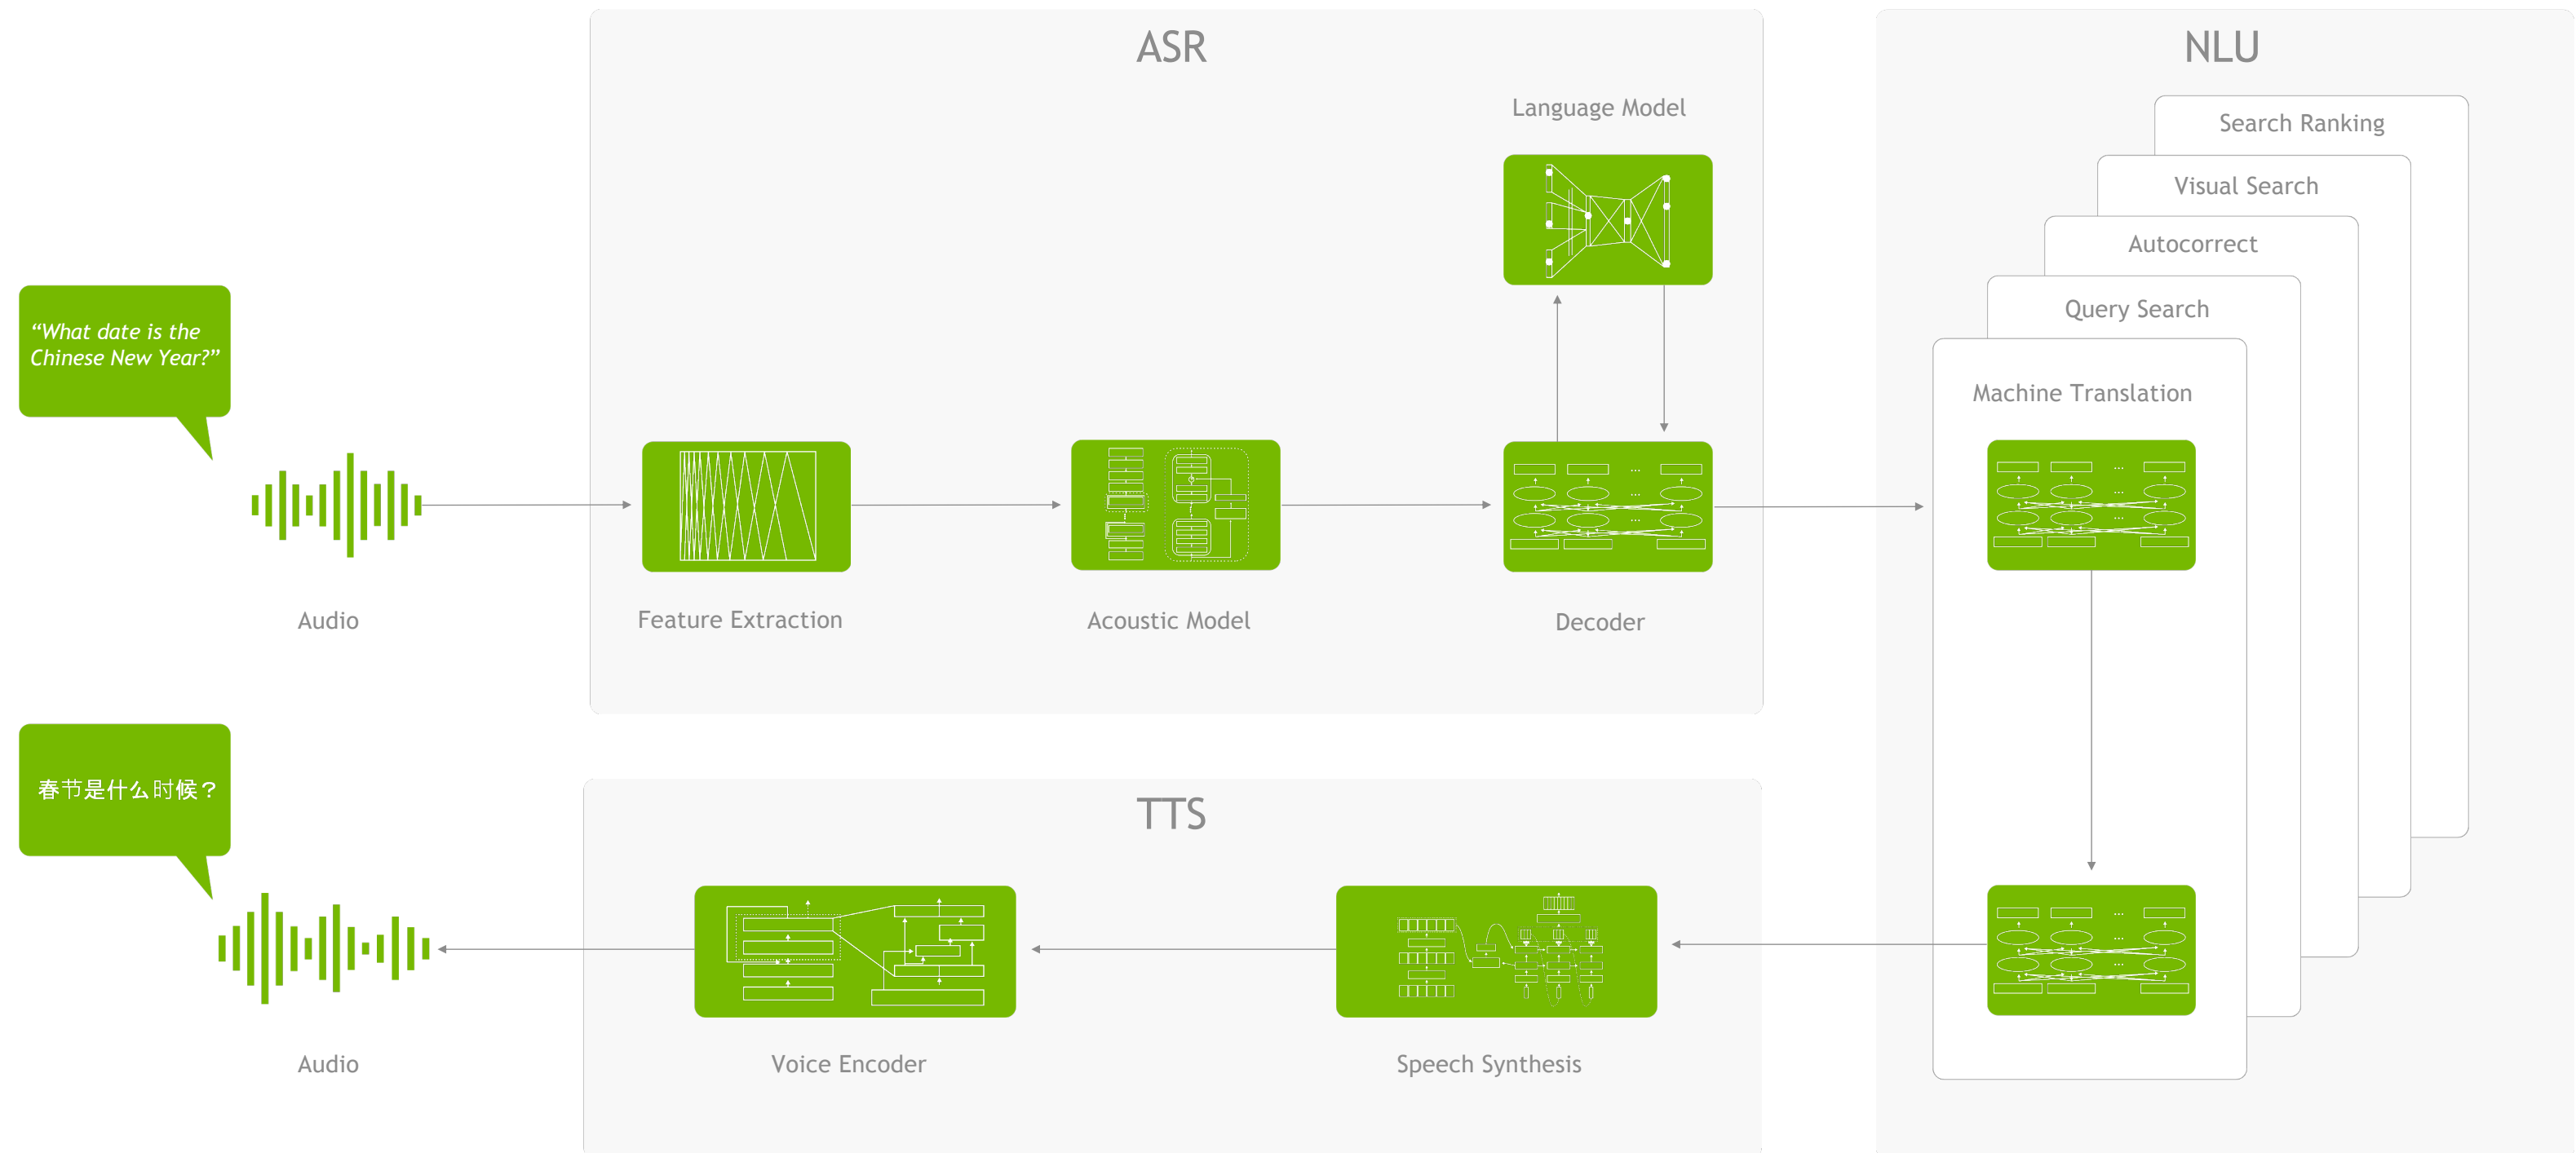 ASR
NLU
Language Model
Search Ranking
Visual Search
Autocorrect
Query Search
Machine Translation
“What date is the
Chinese New Year?”
Audio
Feature Extraction
Acoustic Model
Decoder
春节是什么时候？
TTS
Audio
Voice Encoder
Speech Synthesis